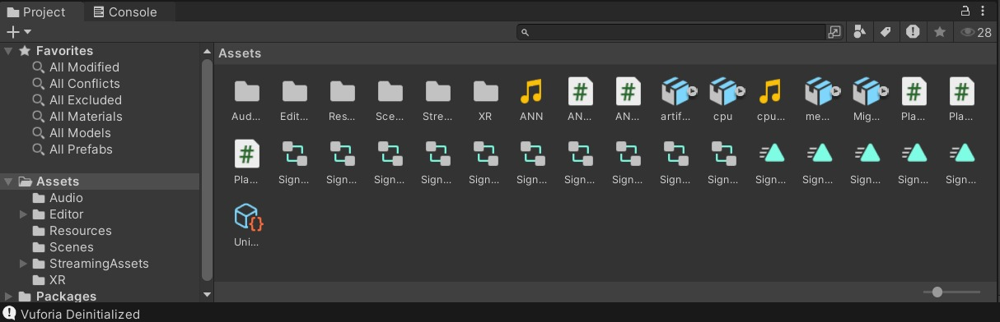 Project
Console
28
Favorites
All Modified
All Conflicts
All Excluded
All Materials
All Models
All Prefabs
Assets
Audio
Editor
Resources
Scenes
StreamingAssets
XR
Packages
Assets
Aud... Edit... Res... Sce... Stre... XR ANN AN... AN... artif... cpu cpu... me... Mig... Pla... Pla...
Pla... Sign... Sign... Sign... Sign... Sign... Sign... Sign... Sign... Sign... Sign... Sign... Sign... Sign... Sign... Sign...
Uni...
Vuforia Deinitialized